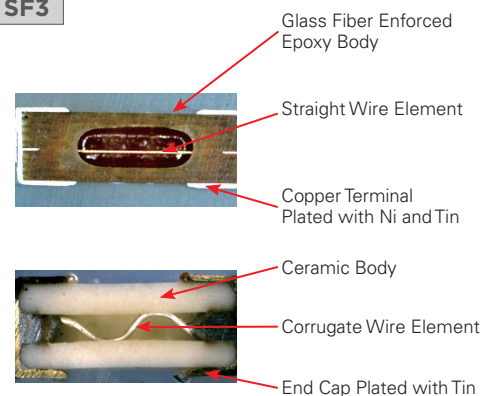 SF3
Glass Fiber Enforced
Epoxy Body
Straight Wire Element
Copper Terminal
Plated with Ni and Tin
Ceramic Body
Corrugate Wire Element
End Cap Plated with Tin